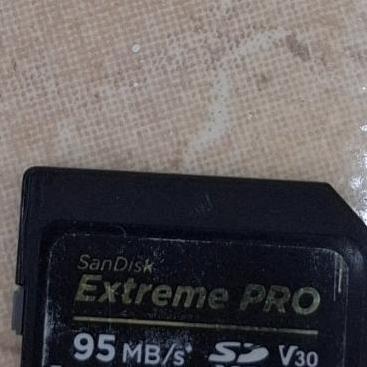 SanDisk
Extreme PRO
95 MB/s* SD V30